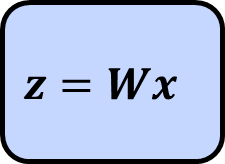 z = Wx